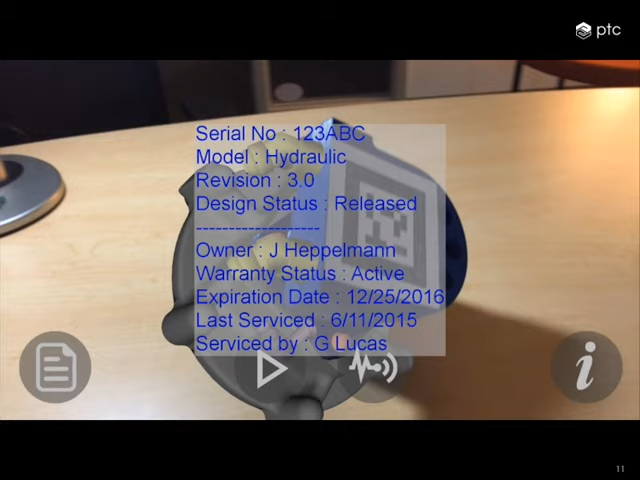 ptc
Serial No : 123ABC
Model : Hydraulic
Revision : 3.0
Design Status : Released
-------------------
Owner : J Heppelmann
Warranty Status : Active
Expiration Date : 12/25/2016
Last Serviced : 6/11/2015
Serviced by : G Lucas
i
11